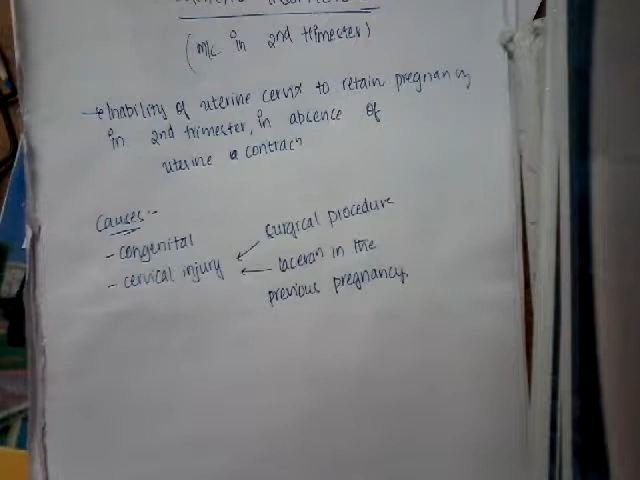 (m/c in 2nd trimester)
→ Inability of uterine cervix to retain pregnancy
in 2nd trimester, in absence of
uterine contracn
Causes:-
- congenital
surgical procedure
- cervical injury
laceran in the
previous pregnancy.